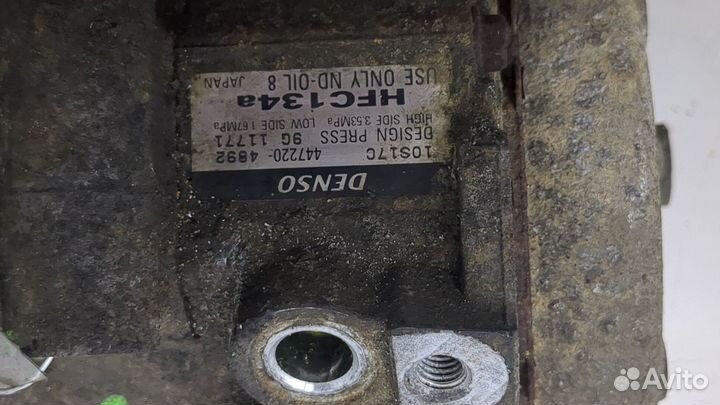 DENSO
10S17C
447220-4892
9G 11771
DESIGN PRESS
HIGH SIDE 3.53MPa LOW SIDE 1.67MPa
HFC134a
USE ONLY ND-OIL 8
JAPAN.
Avito